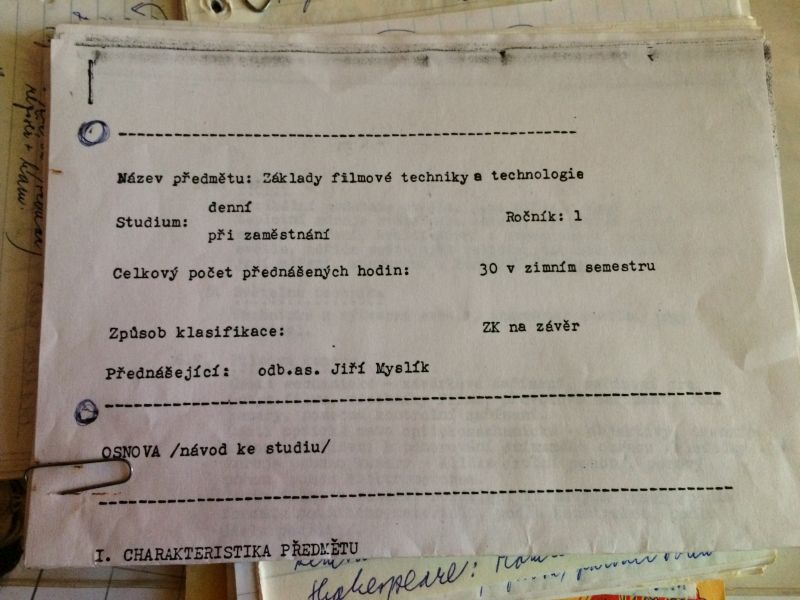 Název předmětu: Základy filmové techniky a technologie
Studium: denní
při zaměstnání
Ročník: 1
Celkový počet přednášených hodin: 30 v zimním semestru
Způsob klasifikace: ZK na závěr
Přednášející: odb.as. Jiří Myslík
OSNOVA /návod ke studiu/
I. CHARAKTERISTIKA PŘEDMĚTU
Shakespeare: